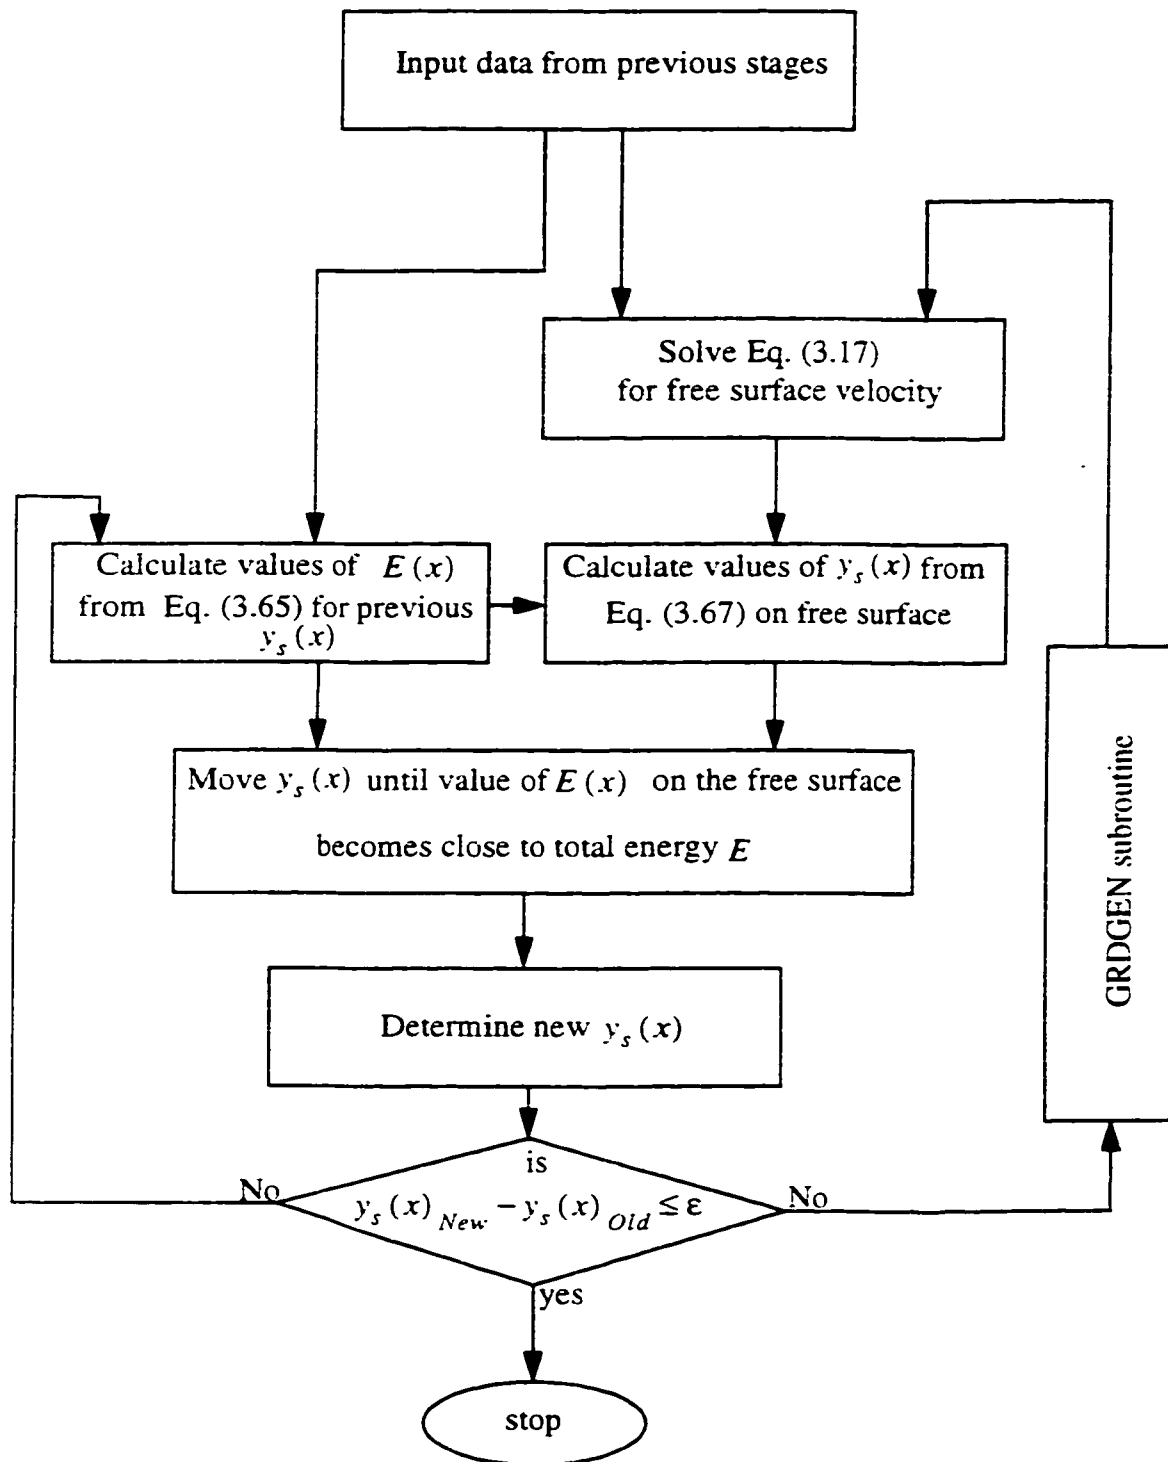 Input data from previous stages
Solve Eq. (3.17)
for free surface velocity
Calculate values of E (x)
from Eq. (3.65) for previous
y_s (x)
Calculate values of y_s (x) from
Eq. (3.67) on free surface
Move y_s (x) until value of E (x) on the free surface
becomes close to total energy E
GRDGEN subroutine
Determine new y_s (x)
is
No
y_s (x)_New − y_s (x)_Old ≤ ε
No
yes
stop